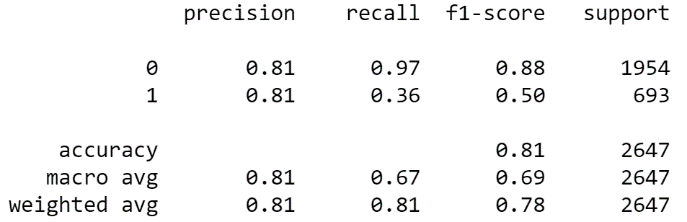 precision recall f1-score support
0 0.81 0.97 0.88 1954
1 0.81 0.36 0.50 693
accuracy 0.81 2647
macro avg 0.81 0.67 0.69 2647
weighted avg 0.81 0.81 0.78 2647